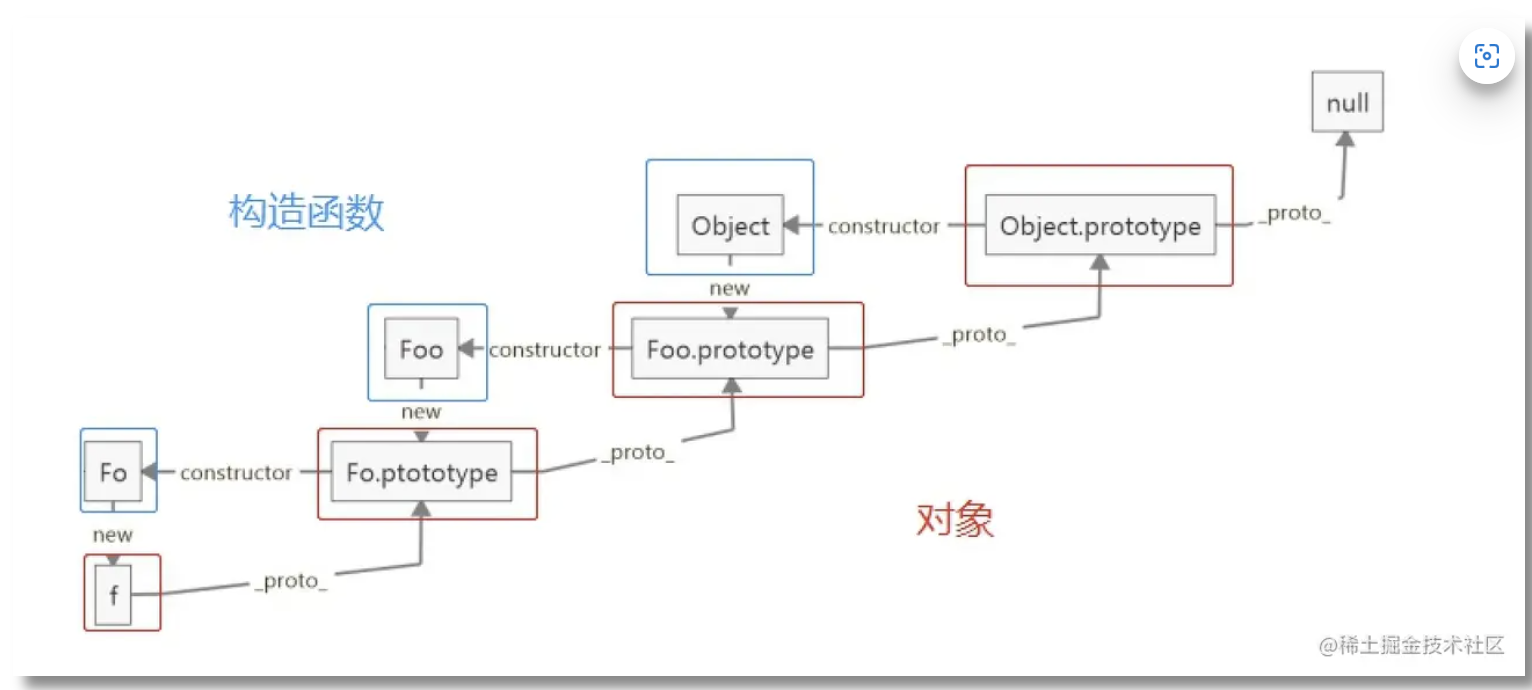 null
构造函数
Object
constructor
Object.prototype
_proto_
new
Foo
constructor
Foo.prototype
_proto_
new
Fo
constructor
Fo.ptototype
_proto_
对象
new
f
_proto_
@稀土掘金技术社区